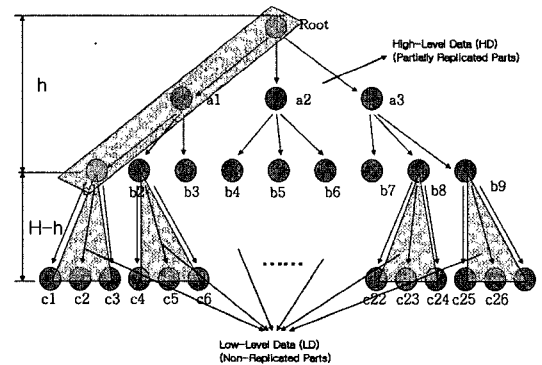 Root
High-Level Data (HD)
(Partially Replicated Parts)
h
a1
a2
a3
b2
b3
b4
b5
b6
b7
b8
b9
H-h
......
c1
c2
c3
c4
c5
c6
c22
c23
c24
c25
c26
Low-Level Data (LD)
(Non-Replicated Parts)